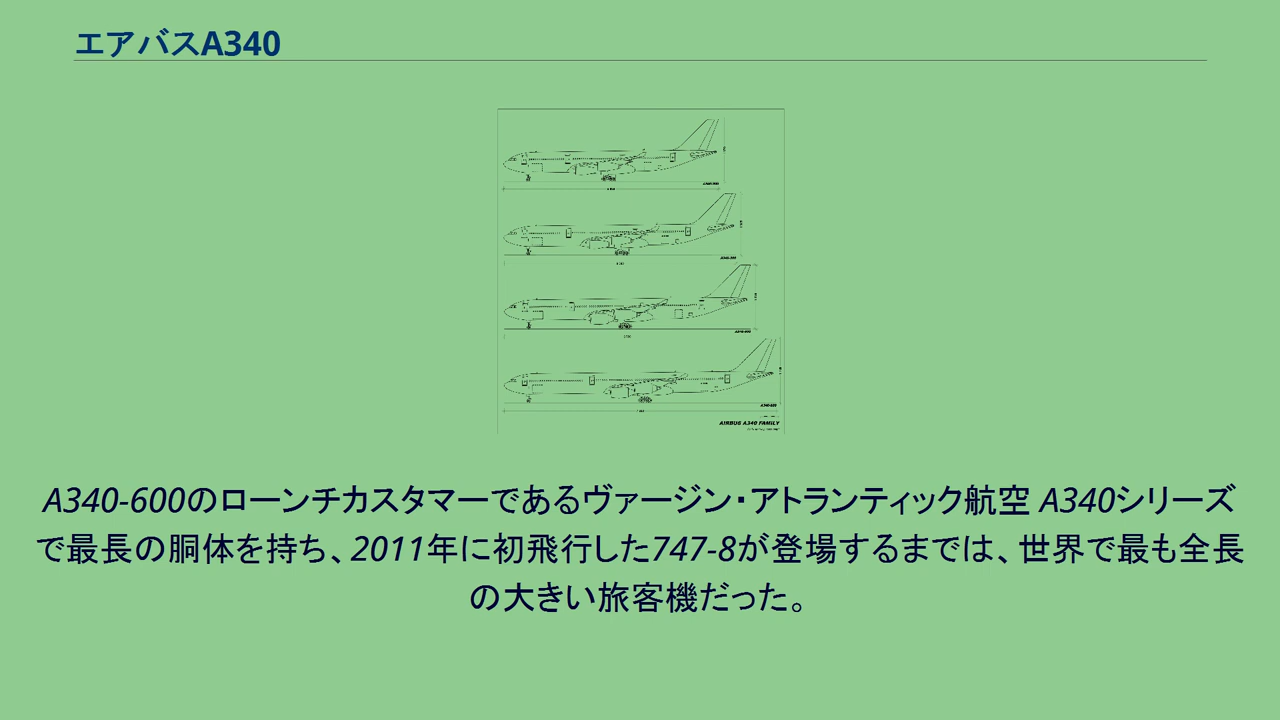 エアバスA340
AIRBUS A340 FAMILY
A340-600のローンチカスタマーであるヴァージン・アトランティック航空 A340シリーズ
で最長の胴体を持ち、2011年に初飛行した747-8が登場するまでは、世界で最も全長
の大きい旅客機だった。